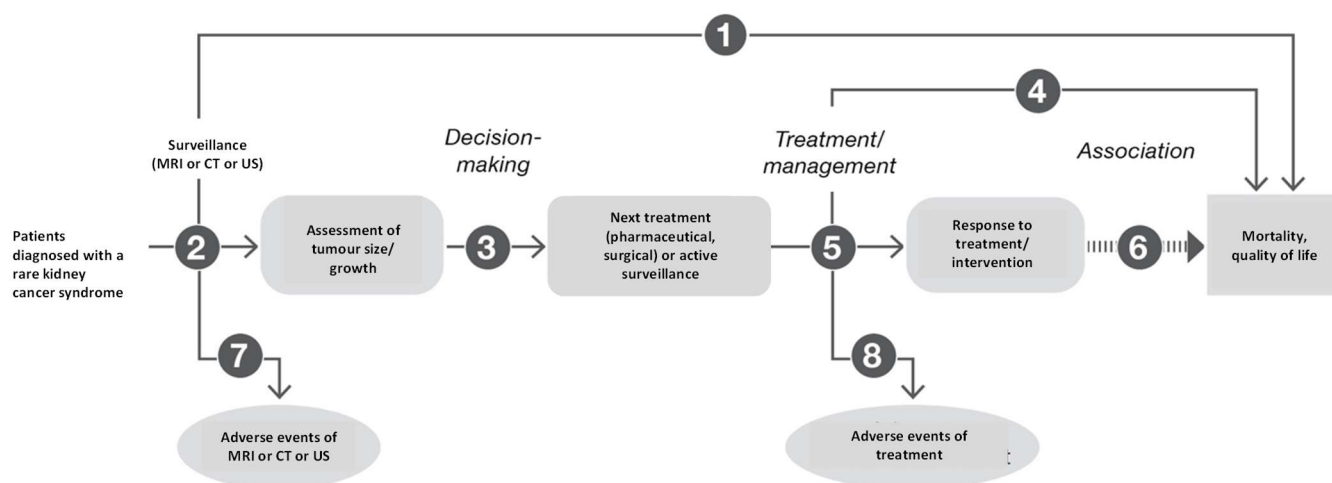 1
4
Surveillance
(MRI or CT or US)
Decision-
making
Treatment/
management
Association
Patients
diagnosed with a
rare kidney
cancer syndrome
2
Assessment of
tumour size/
growth
3
Next treatment
(pharmaceutical,
surgical) or active
surveillance
5
Response to
treatment/
intervention
6
Mortality,
quality of life
7
8
Adverse events of
MRI or CT or US
Adverse events of
treatment